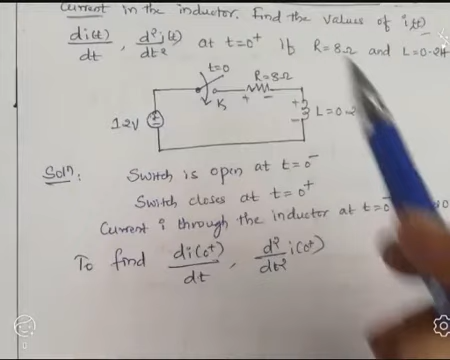 current in the inductor. Find the values of i(t)
di(t)/dt, d²i(t)/dt² at t=0⁺ if R=8Ω and L=0.2H
t=0
R=8Ω
K
+ -
12V
+
-
L=0.2
Soln: Switch is open at t=0⁻
Switch closes at t=0⁺
Current i through the inductor at t=0⁻
To find di(0⁺)/dt, d²/dt² i(0⁺)